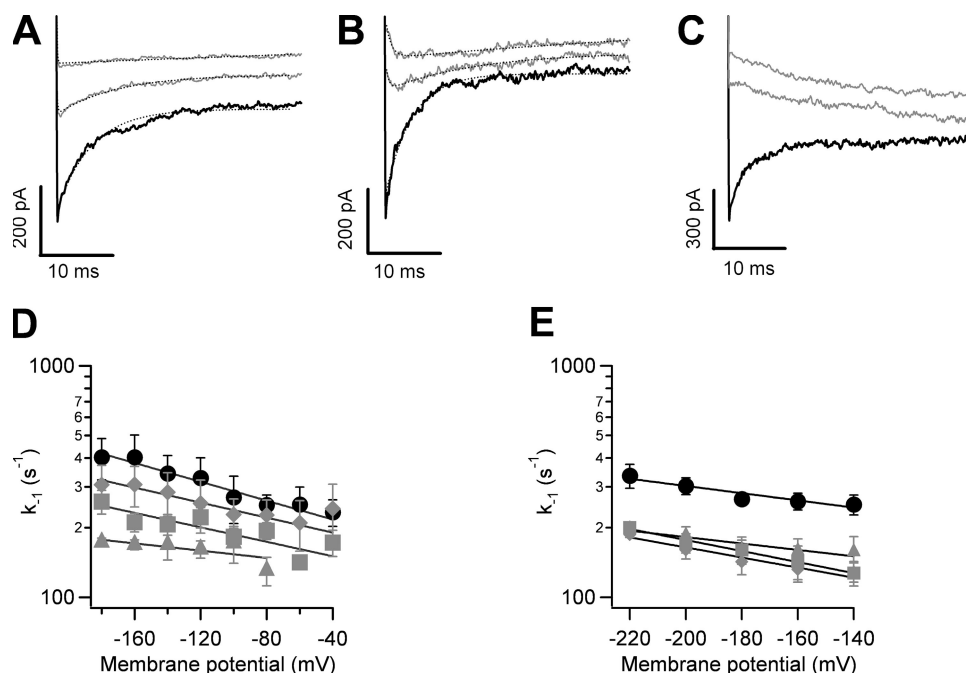 A
B
C
200 pA
10 ms
200 pA
10 ms
300 pA
10 ms
D
E
1000
7
6
5
4
3
2
100
k-1 (s-1)
-160
-120
-80
-40
Membrane potential (mV)
1000
7
6
5
4
3
2
100
k-1 (s-1)
-220
-200
-180
-160
-140
Membrane potential (mV)